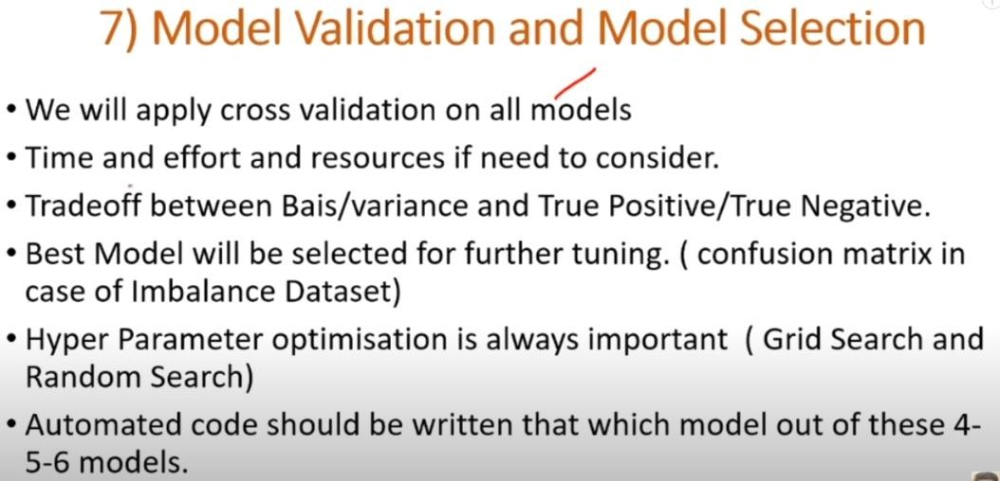 7) Model Validation and Model Selection
• We will apply cross validation on all models
• Time and effort and resources if need to consider.
• Tradeoff between Bais/variance and True Positive/True Negative.
• Best Model will be selected for further tuning. ( confusion matrix in
case of Imbalance Dataset)
• Hyper Parameter optimisation is always important ( Grid Search and
Random Search)
• Automated code should be written that which model out of these 4-
5-6 models.